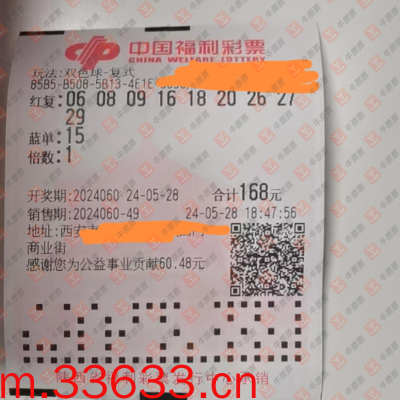 中国福利彩票
CHINA WELFARE LOTTERY
玩法:双色球-复式
85B5-B508-5B13-4E1E
红复:06 08 09 16 18 20 26 27
29
蓝单:15
倍数:1
开奖期:2024060 24-05-28 合计168元
销售期:2024060-49 24-05-28 18:47:56
地址:西安
商业街
感谢您为公益事业贡献60.48元
m.33633.cn